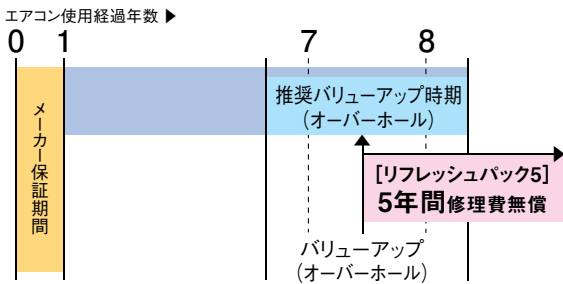 エアコン使用経過年数 ▶
0 1 7 8
メーカー保証期間
推奨バリューアップ時期
(オーバーホール)
[リフレッシュパック5]
5年間修理費無償
バリューアップ
(オーバーホール)